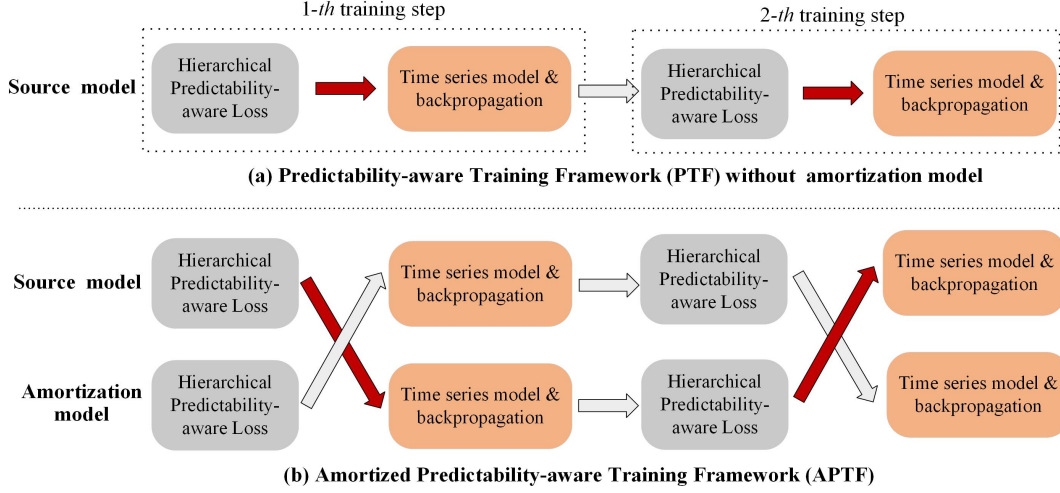 1-th training step
2-th training step
Source model
Hierarchical
Predictability-
aware Loss
Time series model &
backpropagation
Hierarchical
Predictability-
aware Loss
Time series model &
backpropagation
(a) Predictability-aware Training Framework (PTF) without amortization model
Source model
Hierarchical
Predictability-
aware Loss
Time series model &
backpropagation
Hierarchical
Predictability-
aware Loss
Time series model &
backpropagation
Amortization
model
Hierarchical
Predictability-
aware Loss
Time series model &
backpropagation
Hierarchical
Predictability-
aware Loss
Time series model &
backpropagation
(b) Amortized Predictability-aware Training Framework (APTF)